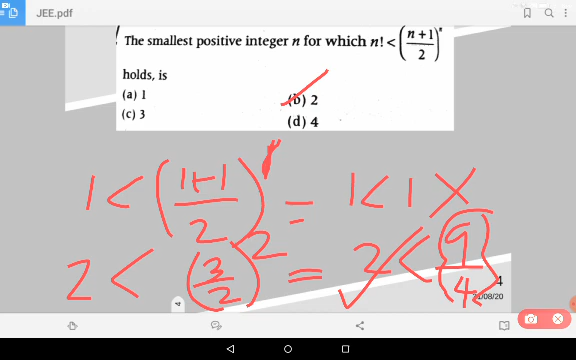 JEE.pdf
The smallest positive integer n for which n! < ((n+1)/2)^n
holds, is
(a) 1
(b) 2
(c) 3
(d) 4
1 < ((1+1)/2)^1 = 1 < 1 X
2 < (3/2)^2 = 2 < (9/4)
4